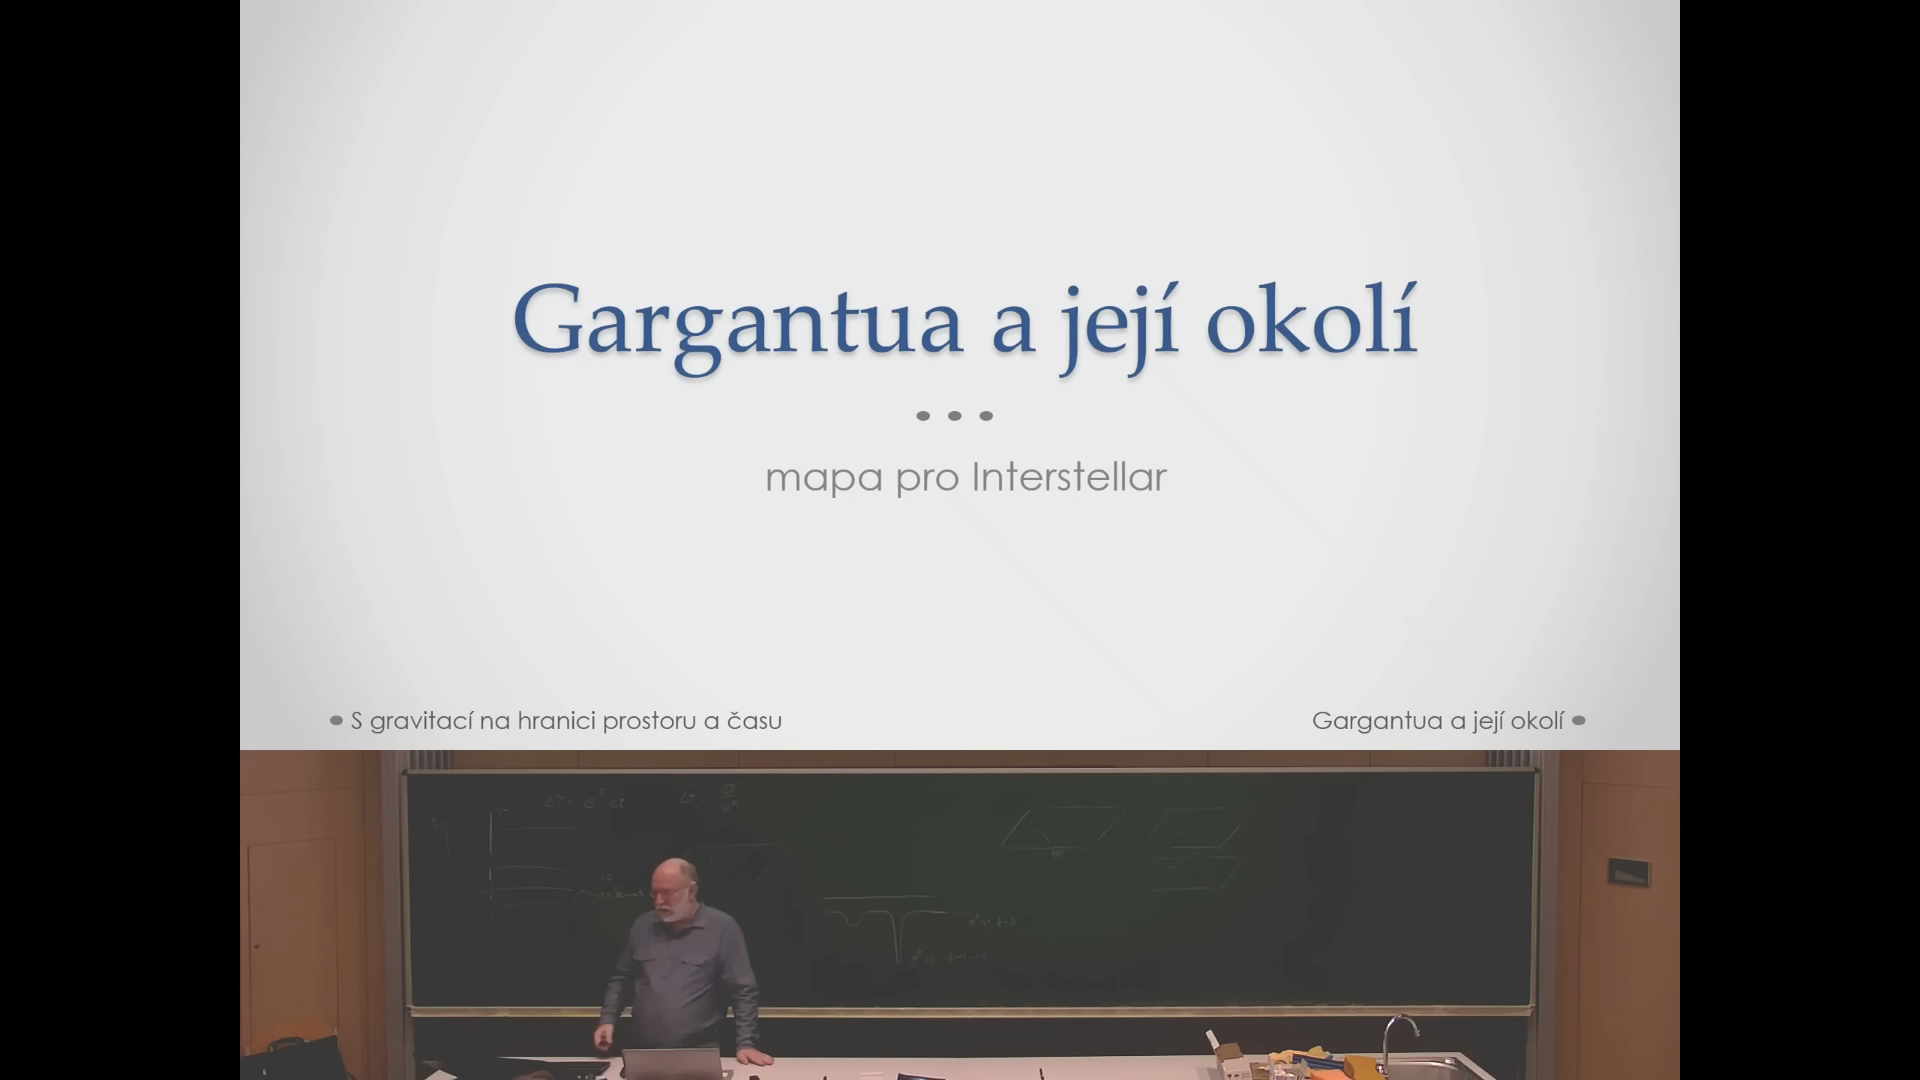 Gargantua a její okolí
mapa pro Interstellar
S gravitací na hranici prostoru a času
Gargantua a její okolí